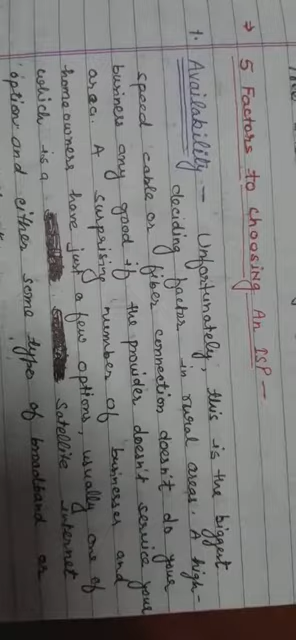 ⇒ 5 Factors to choosing An ISP -
1. Availability - Unfortunately, this is the biggest
deciding factor in rural areas. A high-
speed cable or fiber connection doesn't do your
business any good if the provider doesn't service your
area. A surprising number of businesses and
homeowners have just a few options, usually one of
which is a satellite internet
option and either some type of broadband or